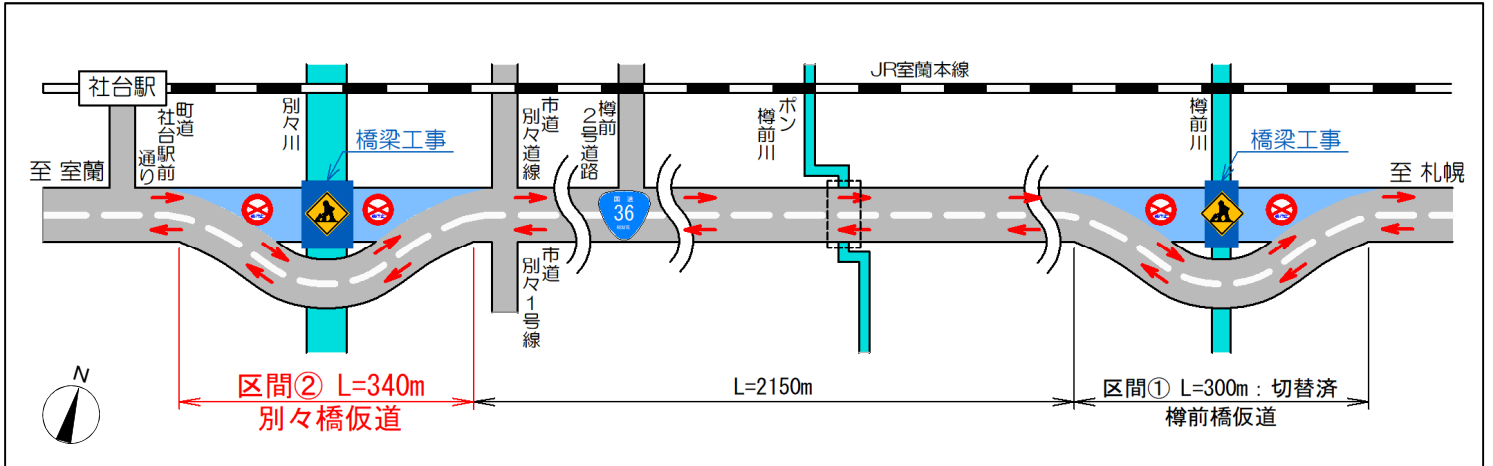 JR室蘭本線
社台駅
町道
社台駅前
通り
別々川
橋梁工事
市道
別々道線
樽前
2号道路
ポン
樽前川
樽前川
橋梁工事
至 室蘭
至 札幌
国道
36
ROUTE
市道
別々1号線
N
区間② L=340m
別々橋仮道
L=2150m
区間① L=300m：切替済
樽前橋仮道